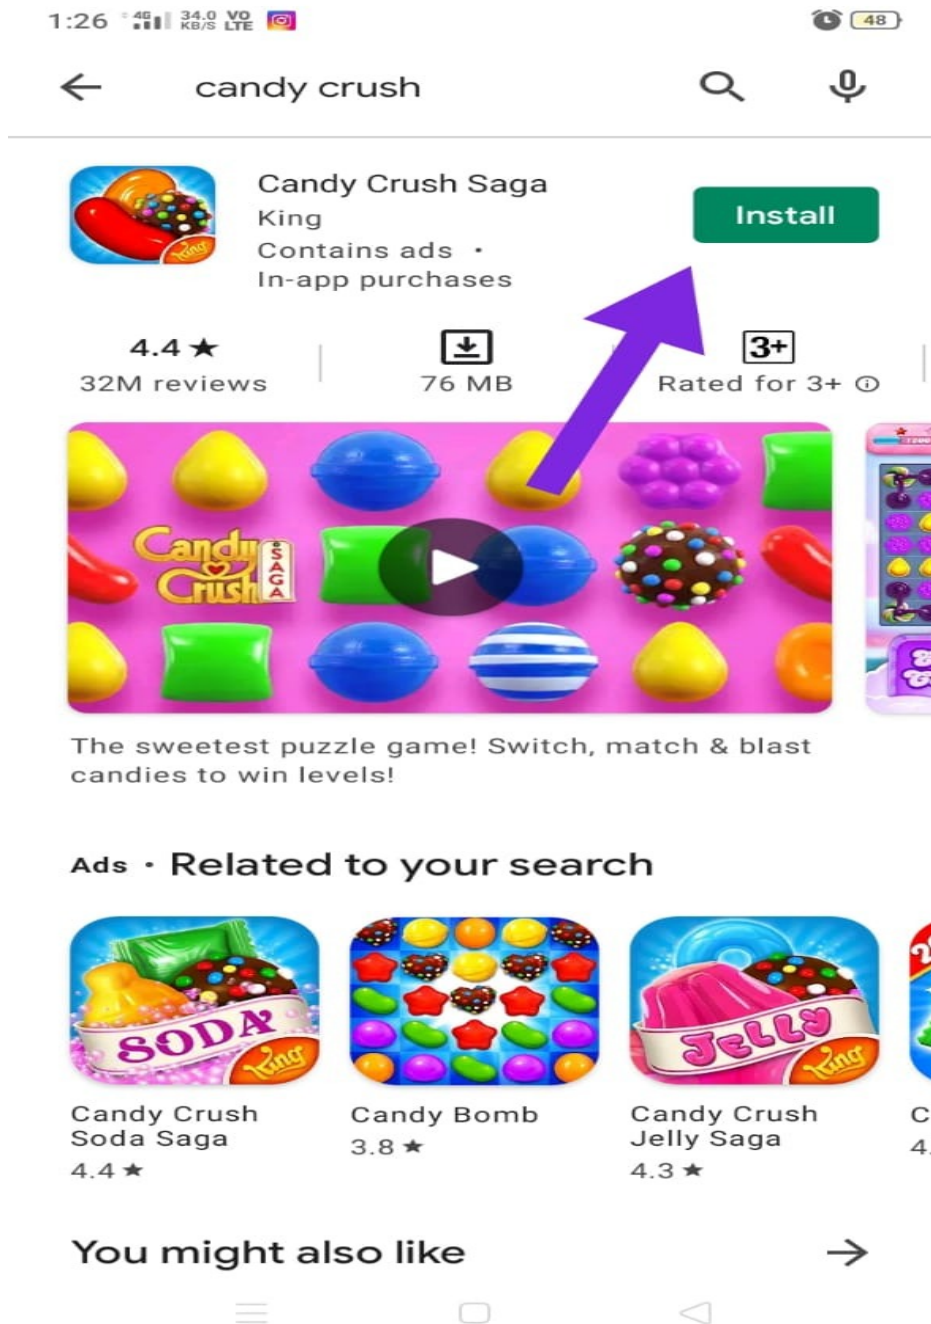 1:26 4G 34.0 KB/S VO LTE 48
candy crush
Candy Crush Saga
King
Contains ads •
In-app purchases
Install
4.4 ★
32M reviews
76 MB
3+
Rated for 3+
Candy
Crush
SAGA
The sweetest puzzle game! Switch, match & blast
candies to win levels!
Ads • Related to your search
SODA
King
JELLY
King
Candy Crush
Soda Saga
4.4 ★
Candy Bomb
3.8 ★
Candy Crush
Jelly Saga
4.3 ★
You might also like